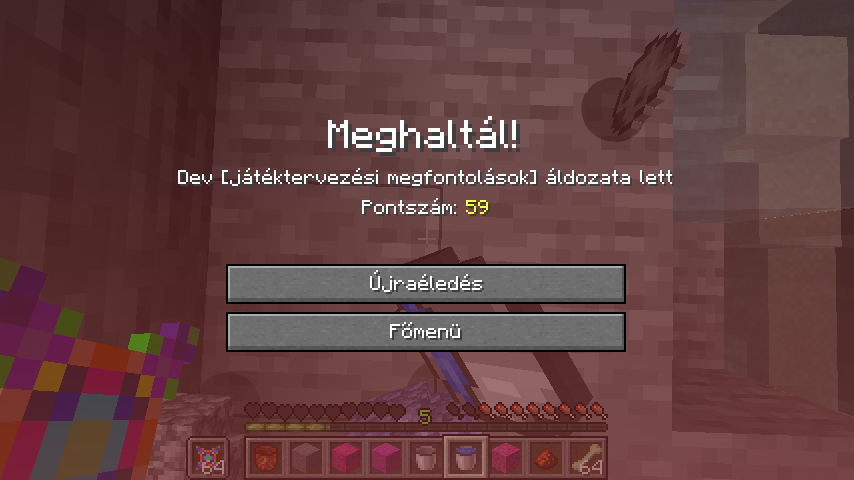 Meghaltál!
Dev [játéktervezési megfontolások] áldozata lett
Pontszám: 59
Újraéledés
Főmenü
5
64
64